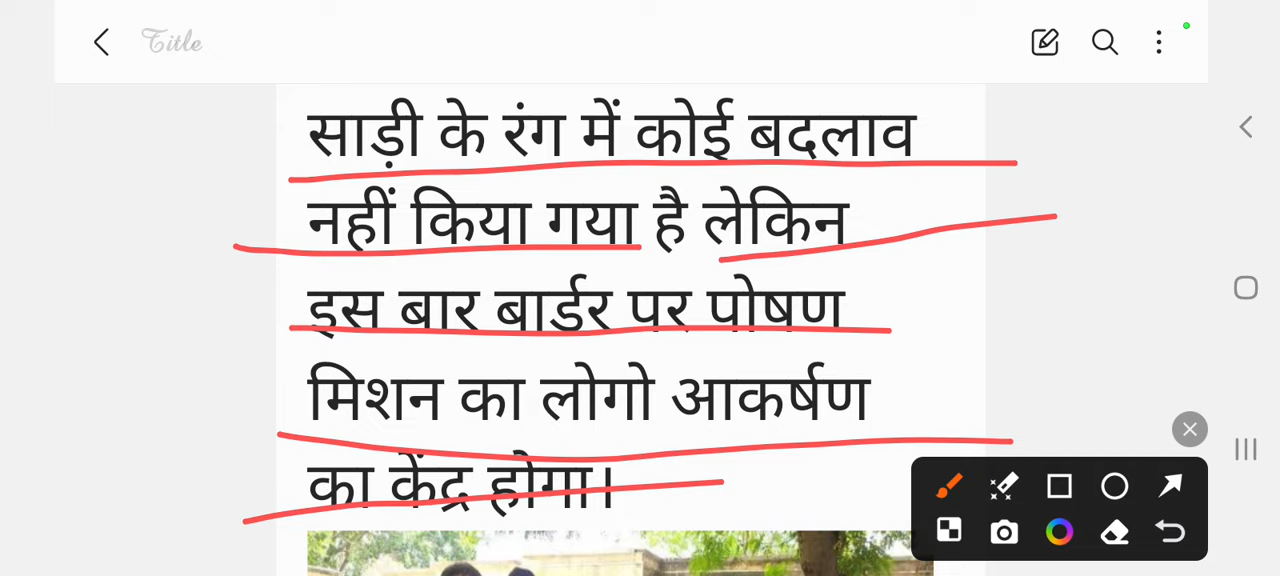 Title
साड़ी के रंग में कोई बदलाव
नहीं किया गया है लेकिन
इस बार बार्डर पर पोषण
मिशन का लोगो आकर्षण
का केंद्र होगा।